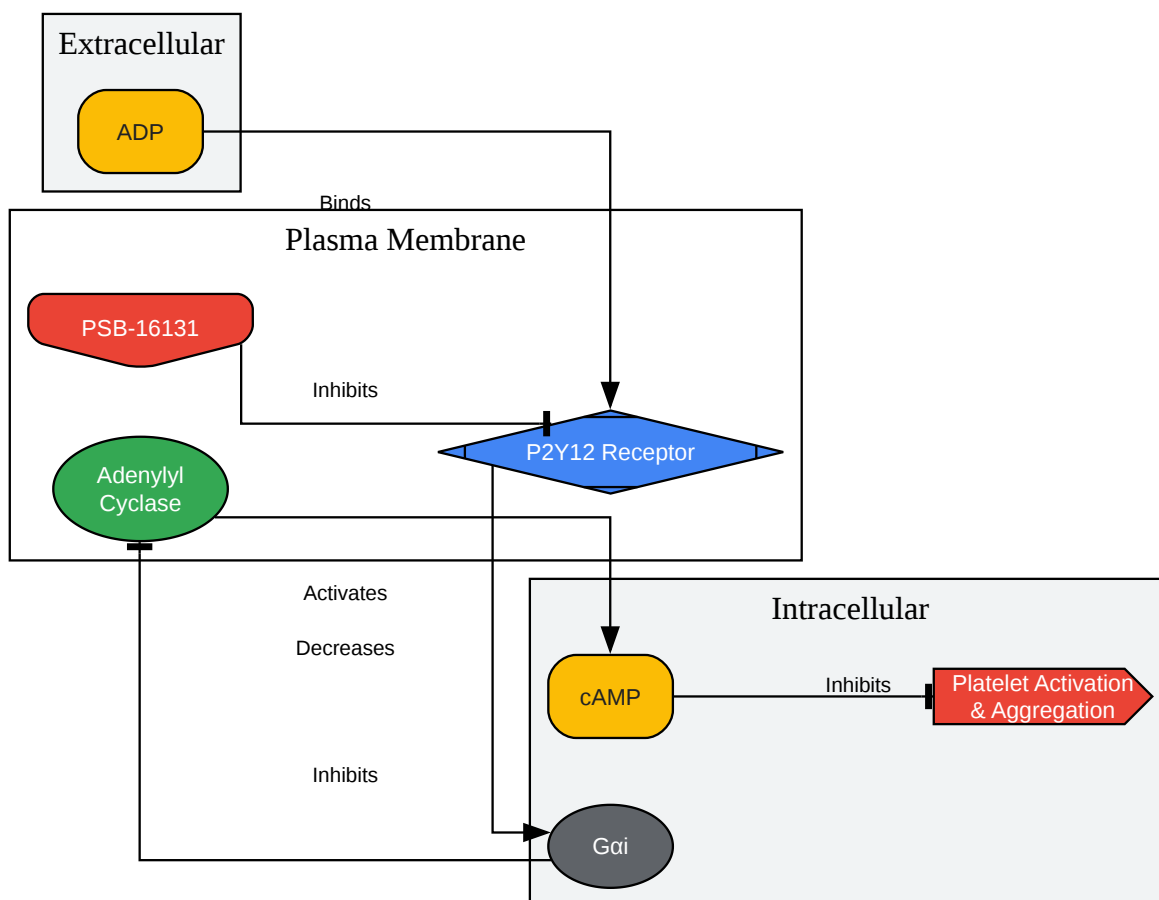 Extracellular
ADP
Binds
Plasma Membrane
PSB-16131
Inhibits
P2Y12 Receptor
Adenylyl
Cyclase
Activates
Decreases
Intracellular
cAMP
Inhibits
Platelet Activation
& Aggregation
Inhibits
Gαi